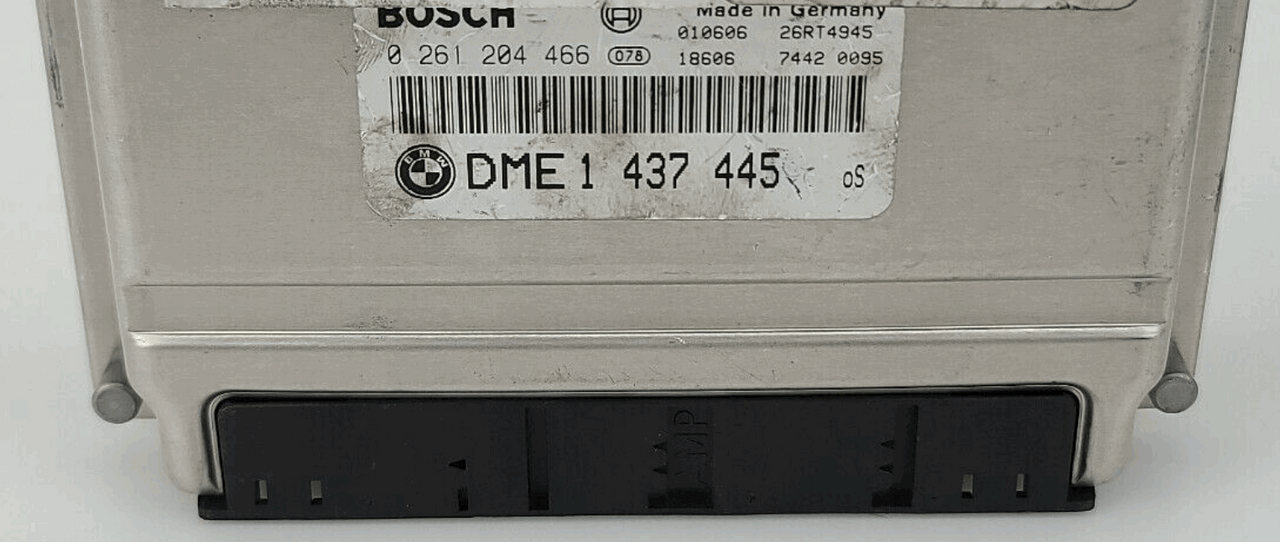 BOSCH Made in Germany
010606 26RT4945
0 261 204 466 078 18606 7442 0095
BMW DME 1 437 445 oS
AMP